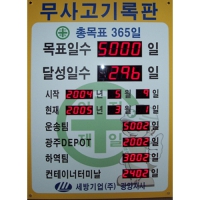 무사고기록판
총목표 365일
목표일수 5000 일
달성일수 296 일
시작 2004 년 5 월 9 일
현재 2005 년 3 월 1 일
운송팀 5002 일
광주DEPOT 2002 일
하역팀 3002 일
컨테이너터미날 2402 일
세방기업(주) 광양지사